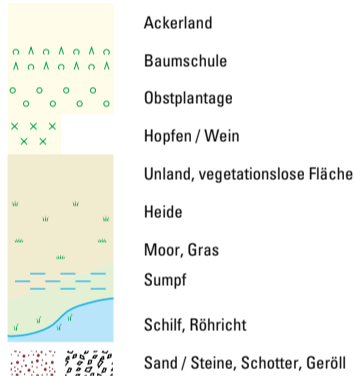 Ackerland
Baumschule
Obstplantage
Hopfen / Wein
Unland, vegetationslose Fläche
Heide
Moor, Gras
Sumpf
Schilf, Röhricht
Sand / Steine, Schotter, Geröll